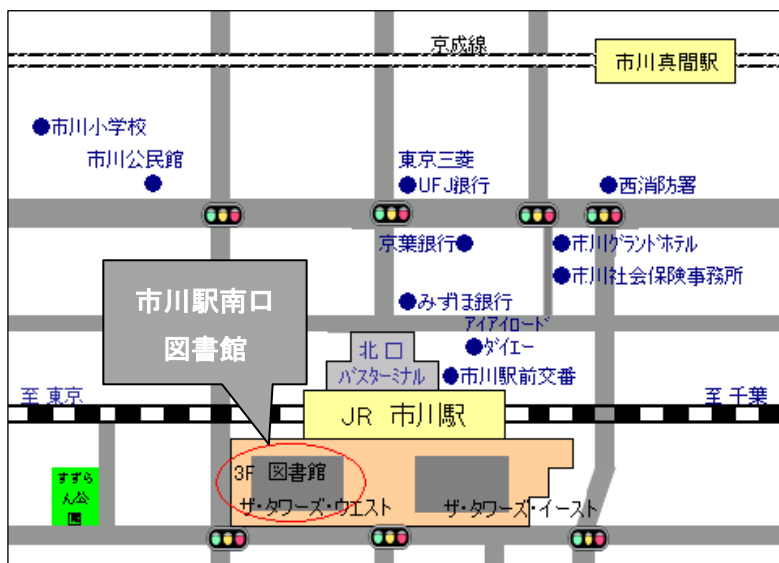 京成線
市川真間駅
●市川小学校
市川公民館
●
東京三菱
●UFJ銀行
●西消防署
京葉銀行●
●市川グランドホテル
●市川社会保険事務所
市川駅南口
図書館
●みずほ銀行
アイアイロード
●ダイエー
北口
バスターミナル
●市川駅前交番
至 東京
至 千葉
JR 市川駅
3F 図書館
すずら
ん公
園
ザ・タワーズ・ウエスト
ザ・タワーズ・イースト